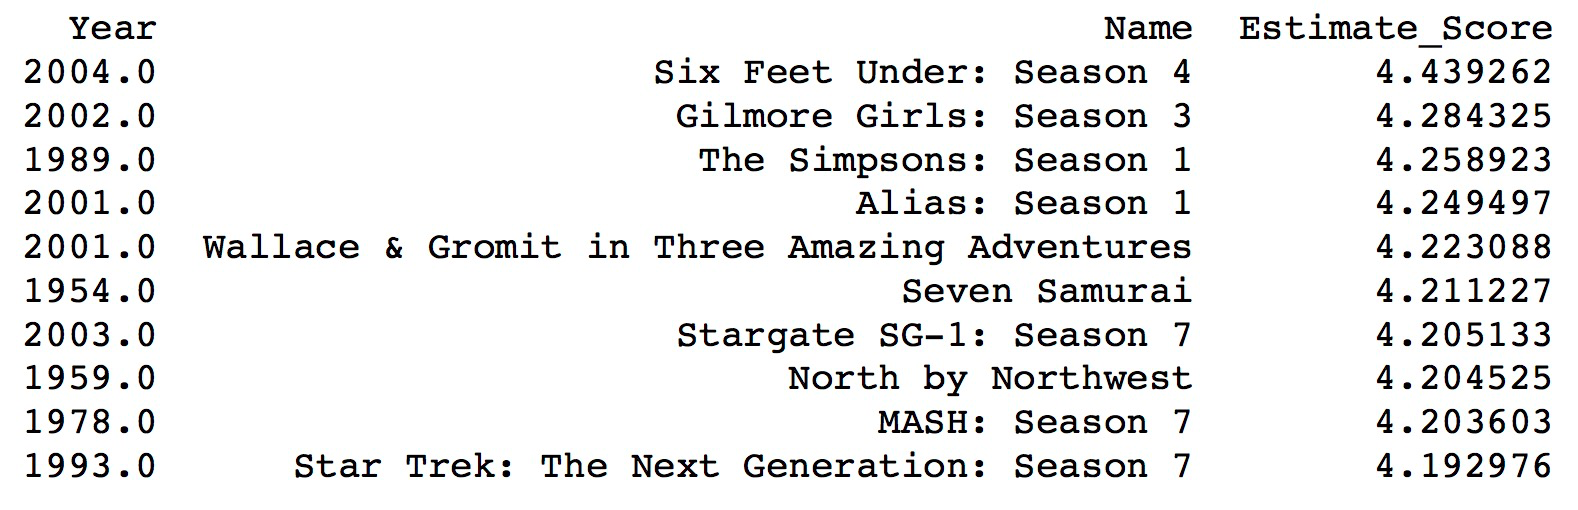 Year Name Estimate_Score
2004.0 Six Feet Under: Season 4 4.439262
2002.0 Gilmore Girls: Season 3 4.284325
1989.0 The Simpsons: Season 1 4.258923
2001.0 Alias: Season 1 4.249497
2001.0 Wallace & Gromit in Three Amazing Adventures 4.223088
1954.0 Seven Samurai 4.211227
2003.0 Stargate SG-1: Season 7 4.205133
1959.0 North by Northwest 4.204525
1978.0 MASH: Season 7 4.203603
1993.0 Star Trek: The Next Generation: Season 7 4.192976